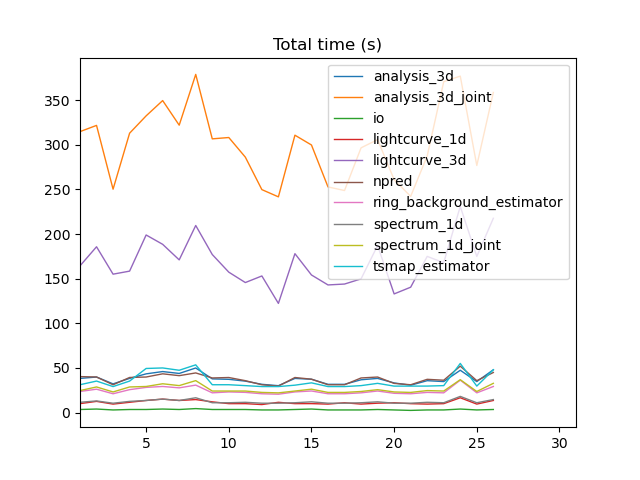 Total time (s)
350
300
250
200
150
100
50
0
5
10
15
20
25
30
analysis_3d
analysis_3d_joint
io
lightcurve_1d
lightcurve_3d
npred
ring_background_estimator
spectrum_1d
spectrum_1d_joint
tsmap_estimator